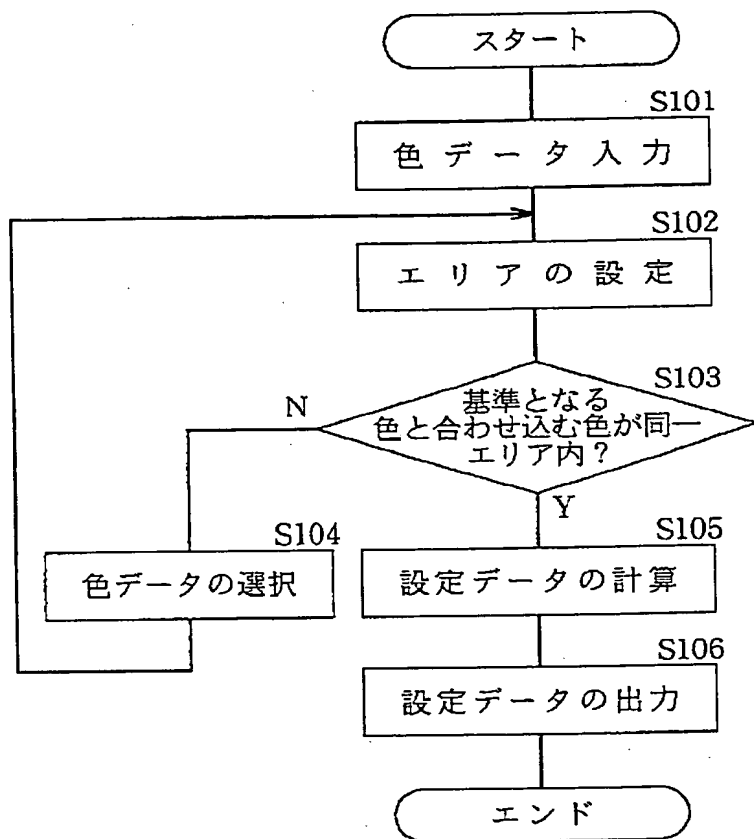 スタート
S101
色データ入力
S102
エリアの設定
S103
基準となる
色と合わせ込む色が同一
エリア内?
N
Y
S104
色データの選択
S105
設定データの計算
S106
設定データの出力
エンド